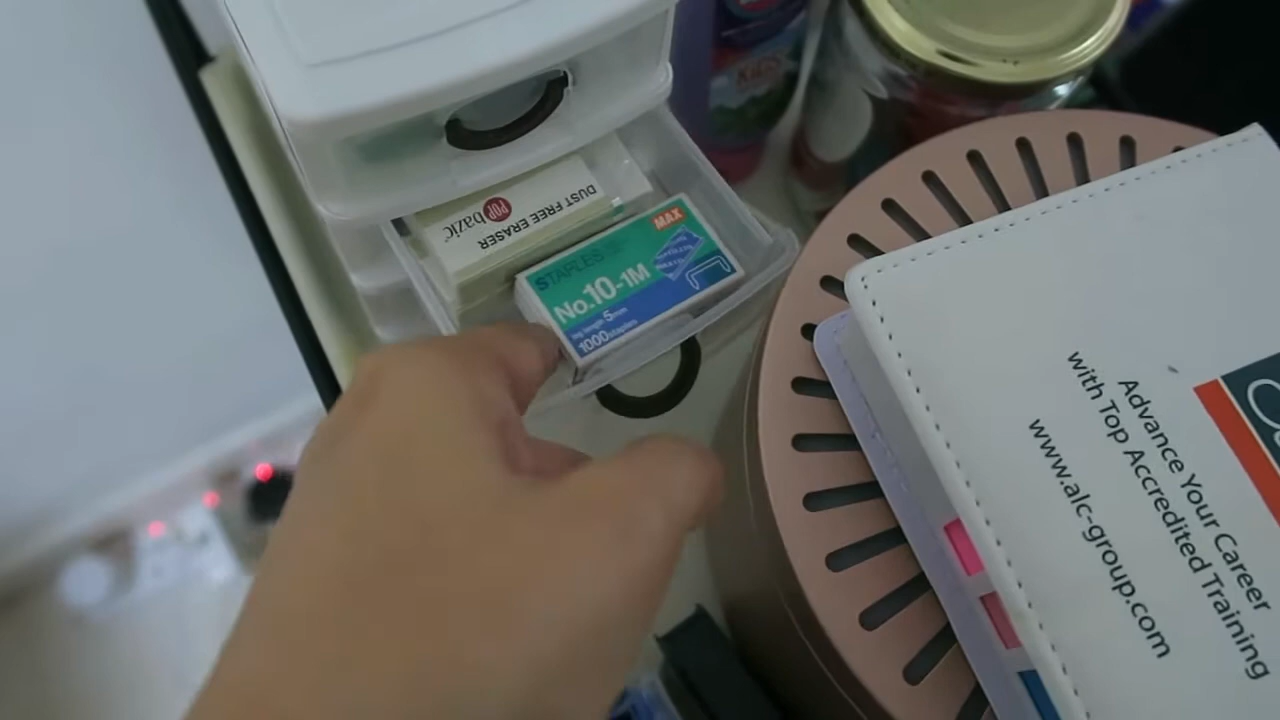 POP bazic
DUST FREE ERASER
MAX
STAPLES
No.10-1M
leg length 5mm
1000 staples
Advance Your Career
with Top Accredited Training
www.alc-group.com